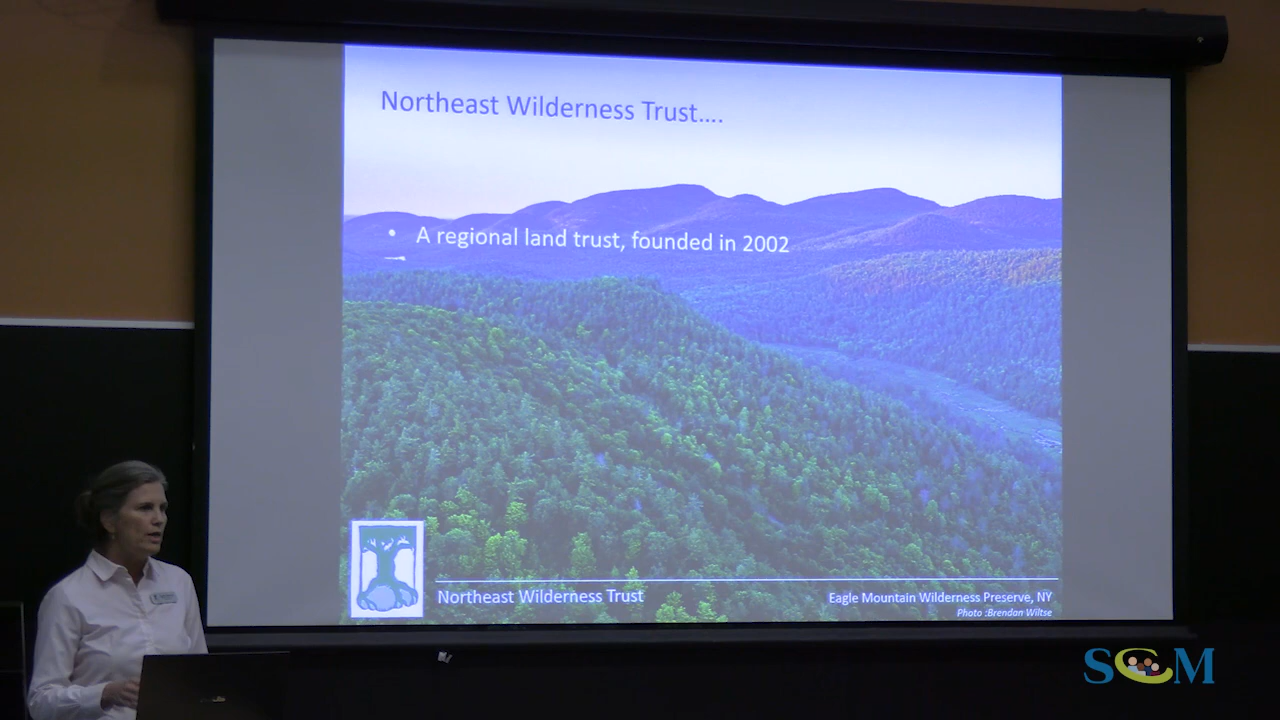 Northeast Wilderness Trust....
• A regional land trust, founded in 2002
Northeast Wilderness Trust
Eagle Mountain Wilderness Preserve, NY
Photo :Brendan Wiltse
SCM